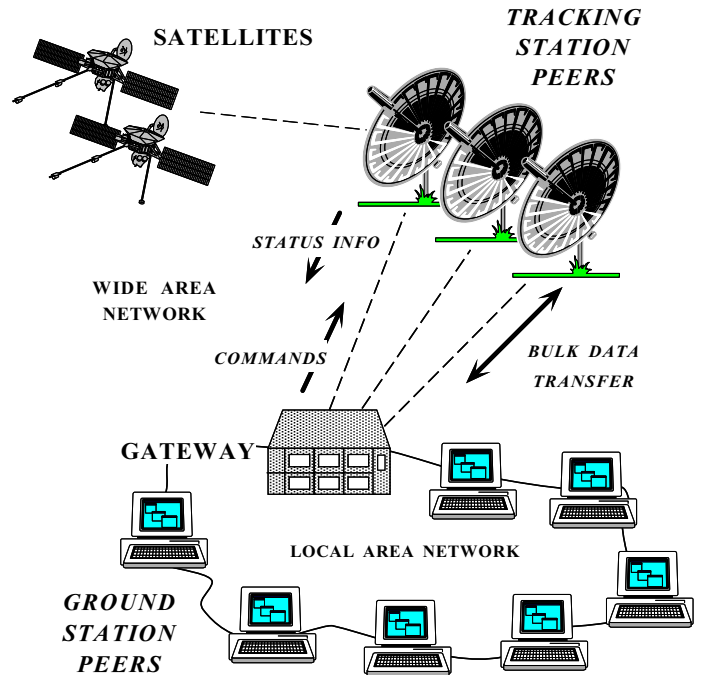 SATELLITES
TRACKING
STATION
PEERS
STATUS INFO
WIDE AREA
NETWORK
COMMANDS
BULK DATA
TRANSFER
GATEWAY
LOCAL AREA NETWORK
GROUND
STATION
PEERS